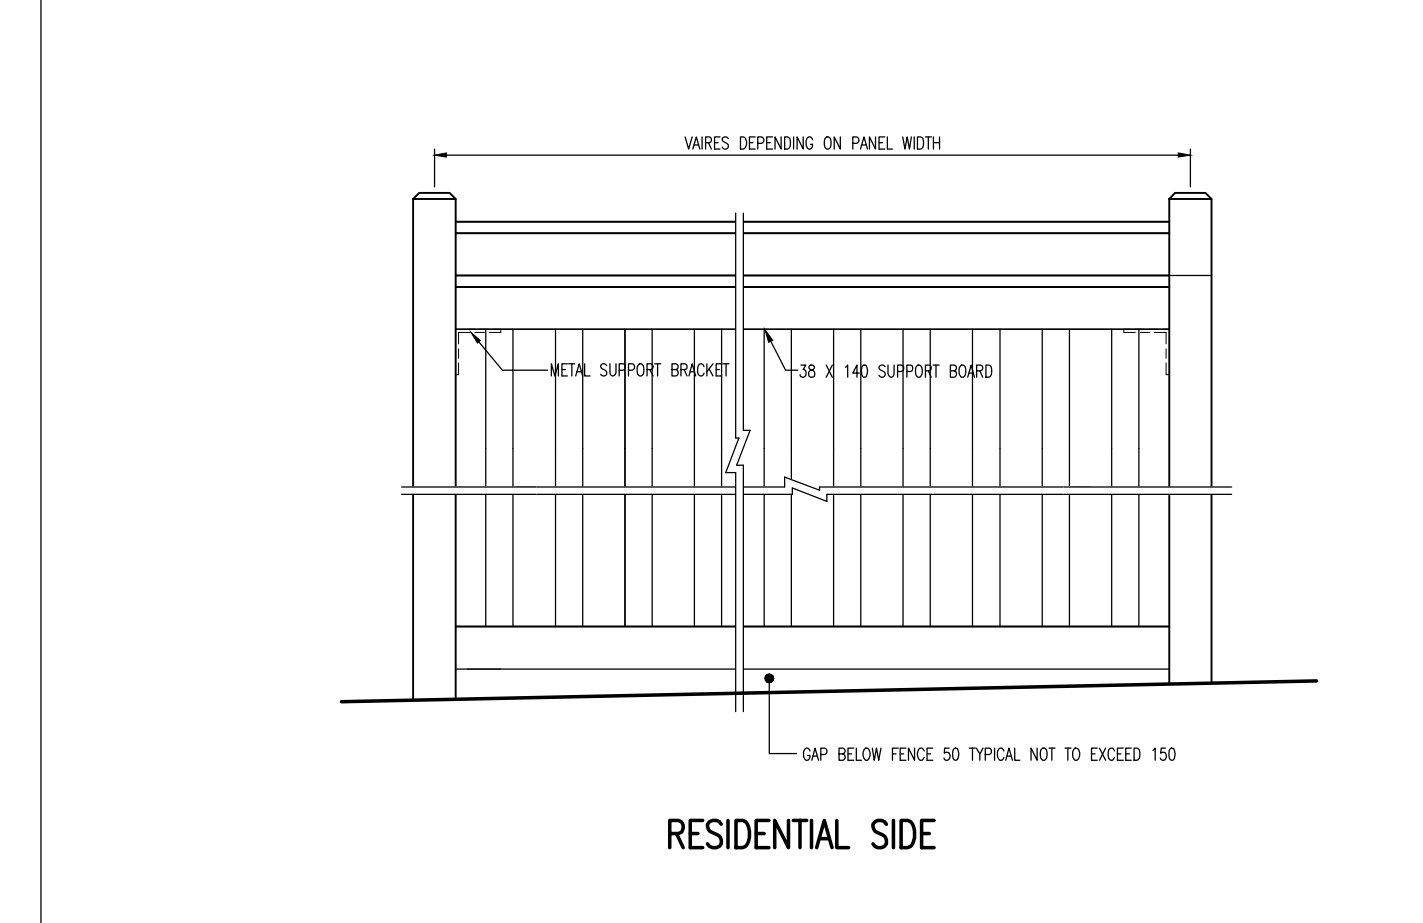 VAIRES DEPENDING ON PANEL WIDTH
METAL SUPPORT BRACKET
38 X 140 SUPPORT BOARD
GAP BELOW FENCE 50 TYPICAL NOT TO EXCEED 150
RESIDENTIAL SIDE